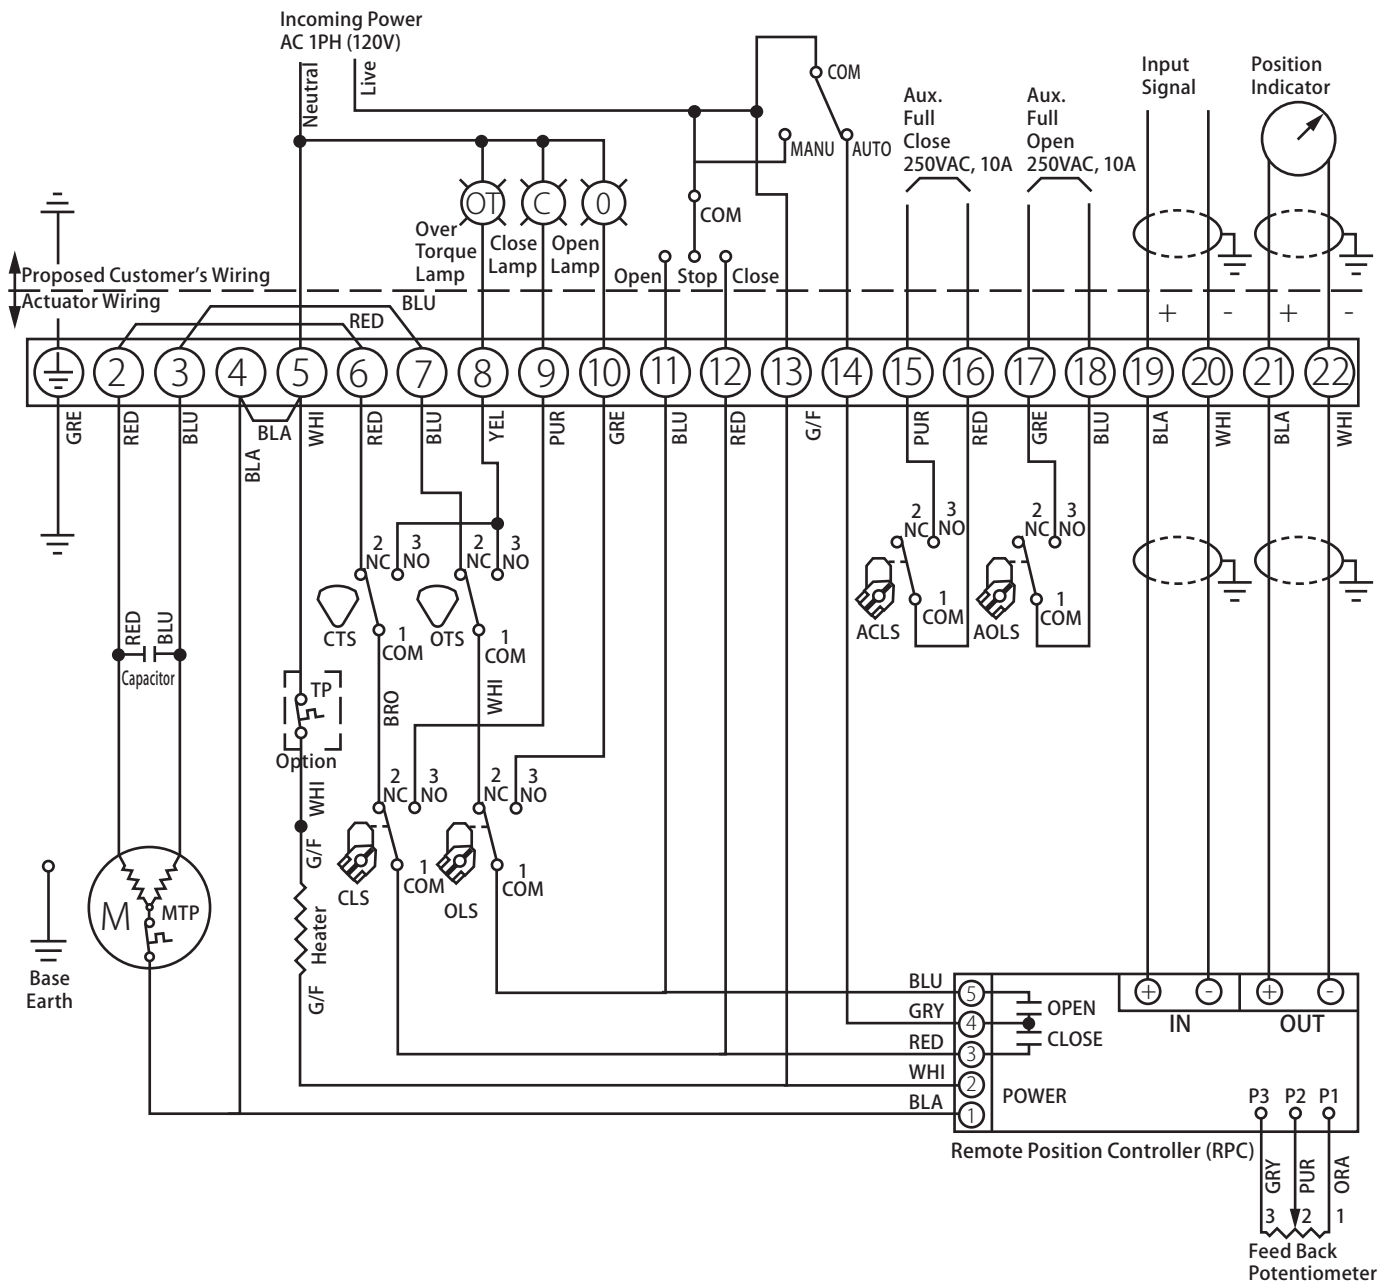 Incoming Power
AC 1PH (120V)
Neutral
Live
COM
MANU
AUTO
Aux.
Full
Close
250VAC, 10A
Aux.
Full
Open
250VAC, 10A
Input
Signal
Position
Indicator
OT
C
0
Over
Torque
Lamp
Close
Lamp
Open
Lamp
COM
Open
Stop
Close
Proposed Customer's Wiring
Actuator Wiring
BLU
RED
+
-
+
-
2
3
4
5
6
7
8
9
10
11
12
13
14
15
16
17
18
19
20
21
22
GRE
RED
BLU
BLA
BLA
WHI
RED
BLU
YEL
PUR
GRE
BLU
RED
G/F
PUR
RED
GRE
BLU
BLA
WHI
BLA
WHI
2
NC
3
NO
2
NC
3
NO
2
NC
3
NO
2
NC
3
NO
CTS
1
COM
OTS
1
COM
ACLS
1
COM
AOLS
1
COM
RED
BLU
Capacitor
TP
Option
BRO
WHI
WHI
2
NC
3
NO
2
NC
3
NO
G/F
CLS
1
COM
OLS
1
COM
M
MTP
Heater
G/F
Base
Earth
BLU
5
OPEN
GRY
4
CLOSE
RED
3
WHI
2
POWER
BLA
1
+
-
+
-
IN
OUT
P3
P2
P1
Remote Position Controller (RPC)
GRY
PUR
ORA
3
2
1
Feed Back
Potentiometer